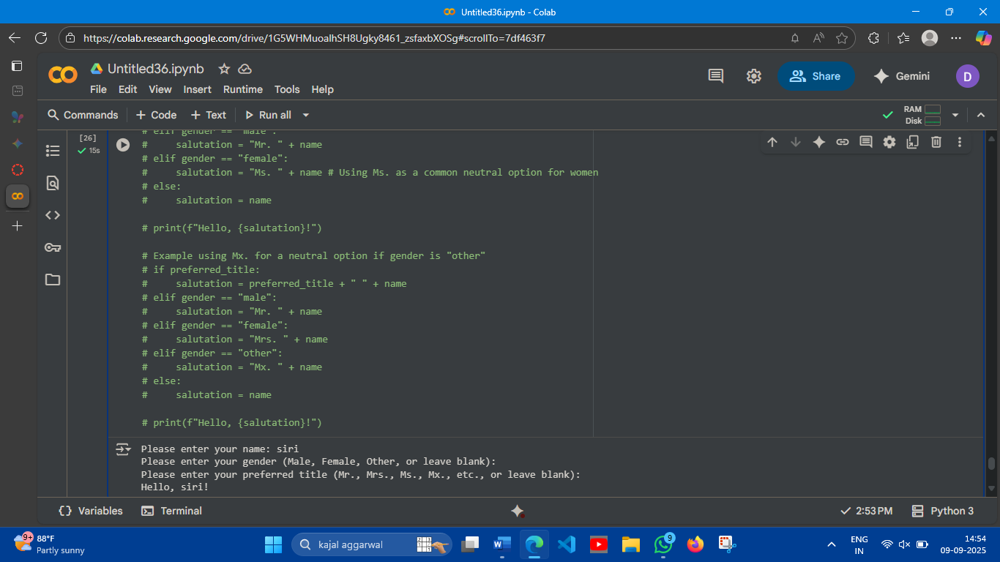 Untitled36.ipynb - Colab
https://colab.research.google.com/drive/1G5WHMuoaIhSH8Ugky8461_zsfaxbXOSg#scrollTo=7df463f7
Untitled36.ipynb
File Edit View Insert Runtime Tools Help
Share
Gemini
D
Commands + Code + Text Run all
RAM
Disk
[26]
15s
# elif gender == "male":
#     salutation = "Mr. " + name
# elif gender == "female":
#     salutation = "Ms. " + name # Using Ms. as a common neutral option for women
# else:
#     salutation = name
# print(f"Hello, {salutation}!")
# Example using Mx. for a neutral option if gender is "other"
# if preferred_title:
#     salutation = preferred_title + " " + name
# elif gender == "male":
#     salutation = "Mr. " + name
# elif gender == "female":
#     salutation = "Mrs. " + name
# elif gender == "other":
#     salutation = "Mx. " + name
# else:
#     salutation = name
# print(f"Hello, {salutation}!")
Please enter your name: siri
Please enter your gender (Male, Female, Other, or leave blank):
Please enter your preferred title (Mr., Mrs., Ms., Mx., etc., or leave blank):
Hello, siri!
{} Variables Terminal
2:53 PM Python 3
9+
88°F
Partly sunny
kajal aggarwal
9
ENG
IN
14:54
09-09-2025